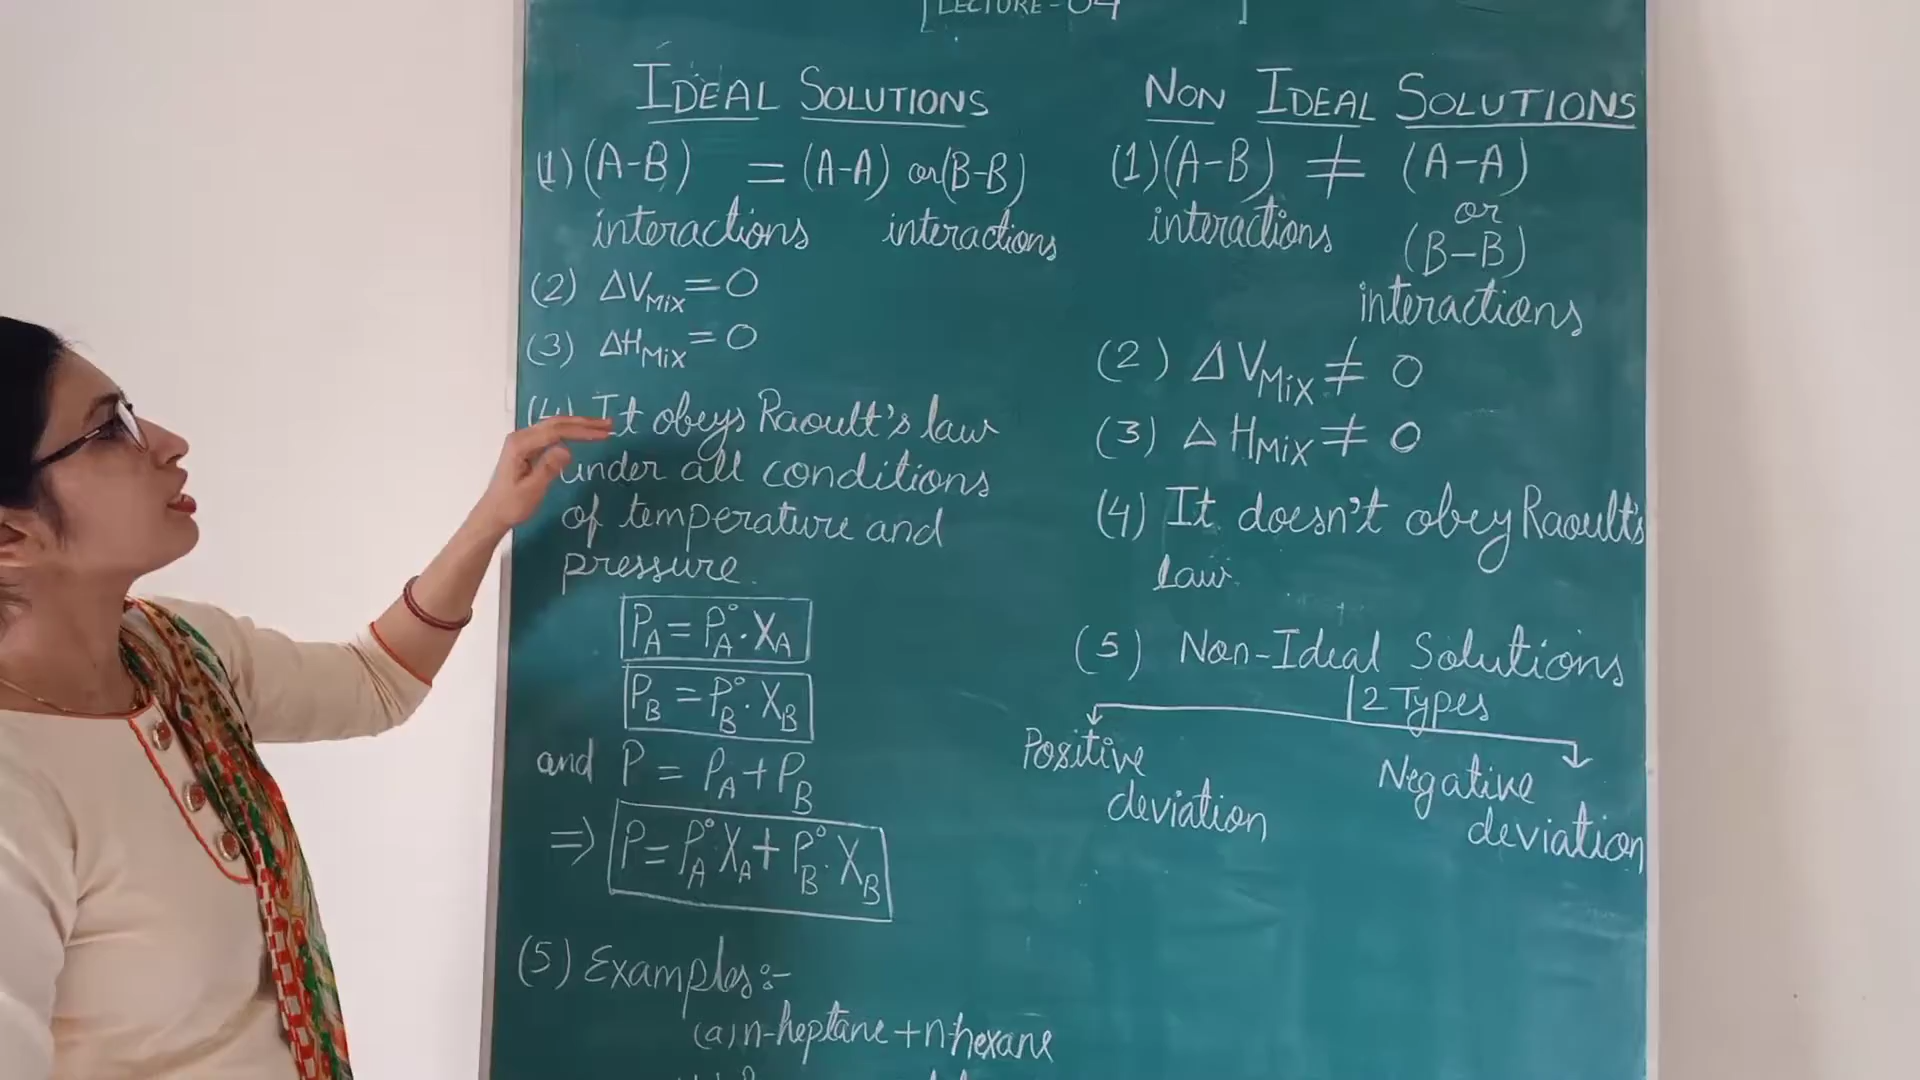 [LECTURE-04]
IDEAL SOLUTIONS
(1) (A-B) = (A-A) or (B-B)
interactions interactions
(2) ΔV_Mix = 0
(3) ΔH_Mix = 0
(4) It obeys Raoult's law
under all conditions
of temperature and
pressure.
P_A = P°_A . X_A
P_B = P°_B . X_B
and P = P_A + P_B
=> P = P°_A . X_A + P°_B . X_B
(5) Examples:-
(a) n-heptane + n-hexane
NON IDEAL SOLUTIONS
(1) (A-B) ≠ (A-A)
interactions or
(B-B)
interactions
(2) ΔV_Mix ≠ 0
(3) ΔH_Mix ≠ 0
(4) It doesn't obey Raoult's
law.
(5) Non-Ideal Solutions
2 Types
Positive
deviation
Negative
deviation